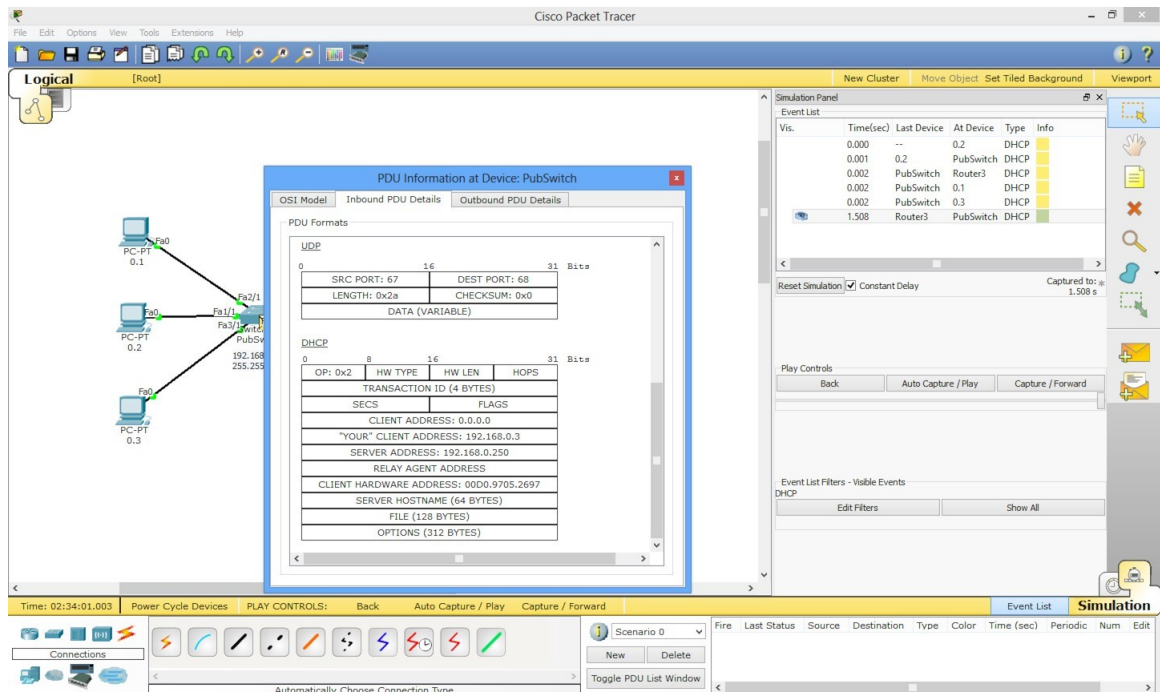 Cisco Packet Tracer
File Edit Options View Tools Extensions Help
Logical [Root] New Cluster Move Object Set Tiled Background Viewport
Simulation Panel
Event List
Vis. Time(sec) Last Device At Device Type Info
0.000 -- 0.2 DHCP
0.001 0.2 PubSwitch DHCP
0.002 PubSwitch Router3 DHCP
0.002 PubSwitch 0.1 DHCP
0.002 PubSwitch 0.3 DHCP
1.508 Router3 PubSwitch DHCP
Reset Simulation Constant Delay Captured to: *
1.508 s
Play Controls
Back Auto Capture / Play Capture / Forward
Event List Filters - Visible Events
DHCP
Edit Filters Show All
Fa0
PC-PT
0.1
Fa0
PC-PT
0.2
Fa0
PC-PT
0.3
Fa2/1
Fa1/1
Fa3/1
PubSw
192.168
255.255
PDU Information at Device: PubSwitch
x
OSI Model Inbound PDU Details Outbound PDU Details
PDU Formats
UDP
0 16 31 Bits
SRC PORT: 67 DEST PORT: 68
LENGTH: 0x2a CHECKSUM: 0x0
DATA (VARIABLE)
DHCP
0 8 16 31 Bits
OP: 0x2 HW TYPE HW LEN HOPS
TRANSACTION ID (4 BYTES)
SECS FLAGS
CLIENT ADDRESS: 0.0.0.0
"YOUR" CLIENT ADDRESS: 192.168.0.3
SERVER ADDRESS: 192.168.0.250
RELAY AGENT ADDRESS
CLIENT HARDWARE ADDRESS: 00D0.9705.2697
SERVER HOSTNAME (64 BYTES)
FILE (128 BYTES)
OPTIONS (312 BYTES)
Time: 02:34:01.003 Power Cycle Devices PLAY CONTROLS: Back Auto Capture / Play Capture / Forward Event List Simulation
Connections
Automatically Choose Connection Type
Scenario 0
New Delete
Toggle PDU List Window
Fire Last Status Source Destination Type Color Time (sec) Periodic Num Edit